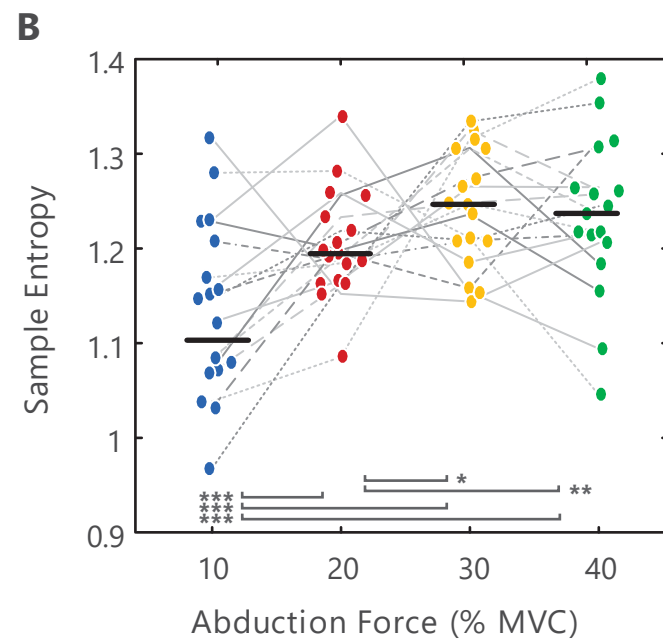 B
Sample Entropy
1.4
1.3
1.2
1.1
1
0.9
*
**
***
***
***
10 20 30 40
Abduction Force (% MVC)